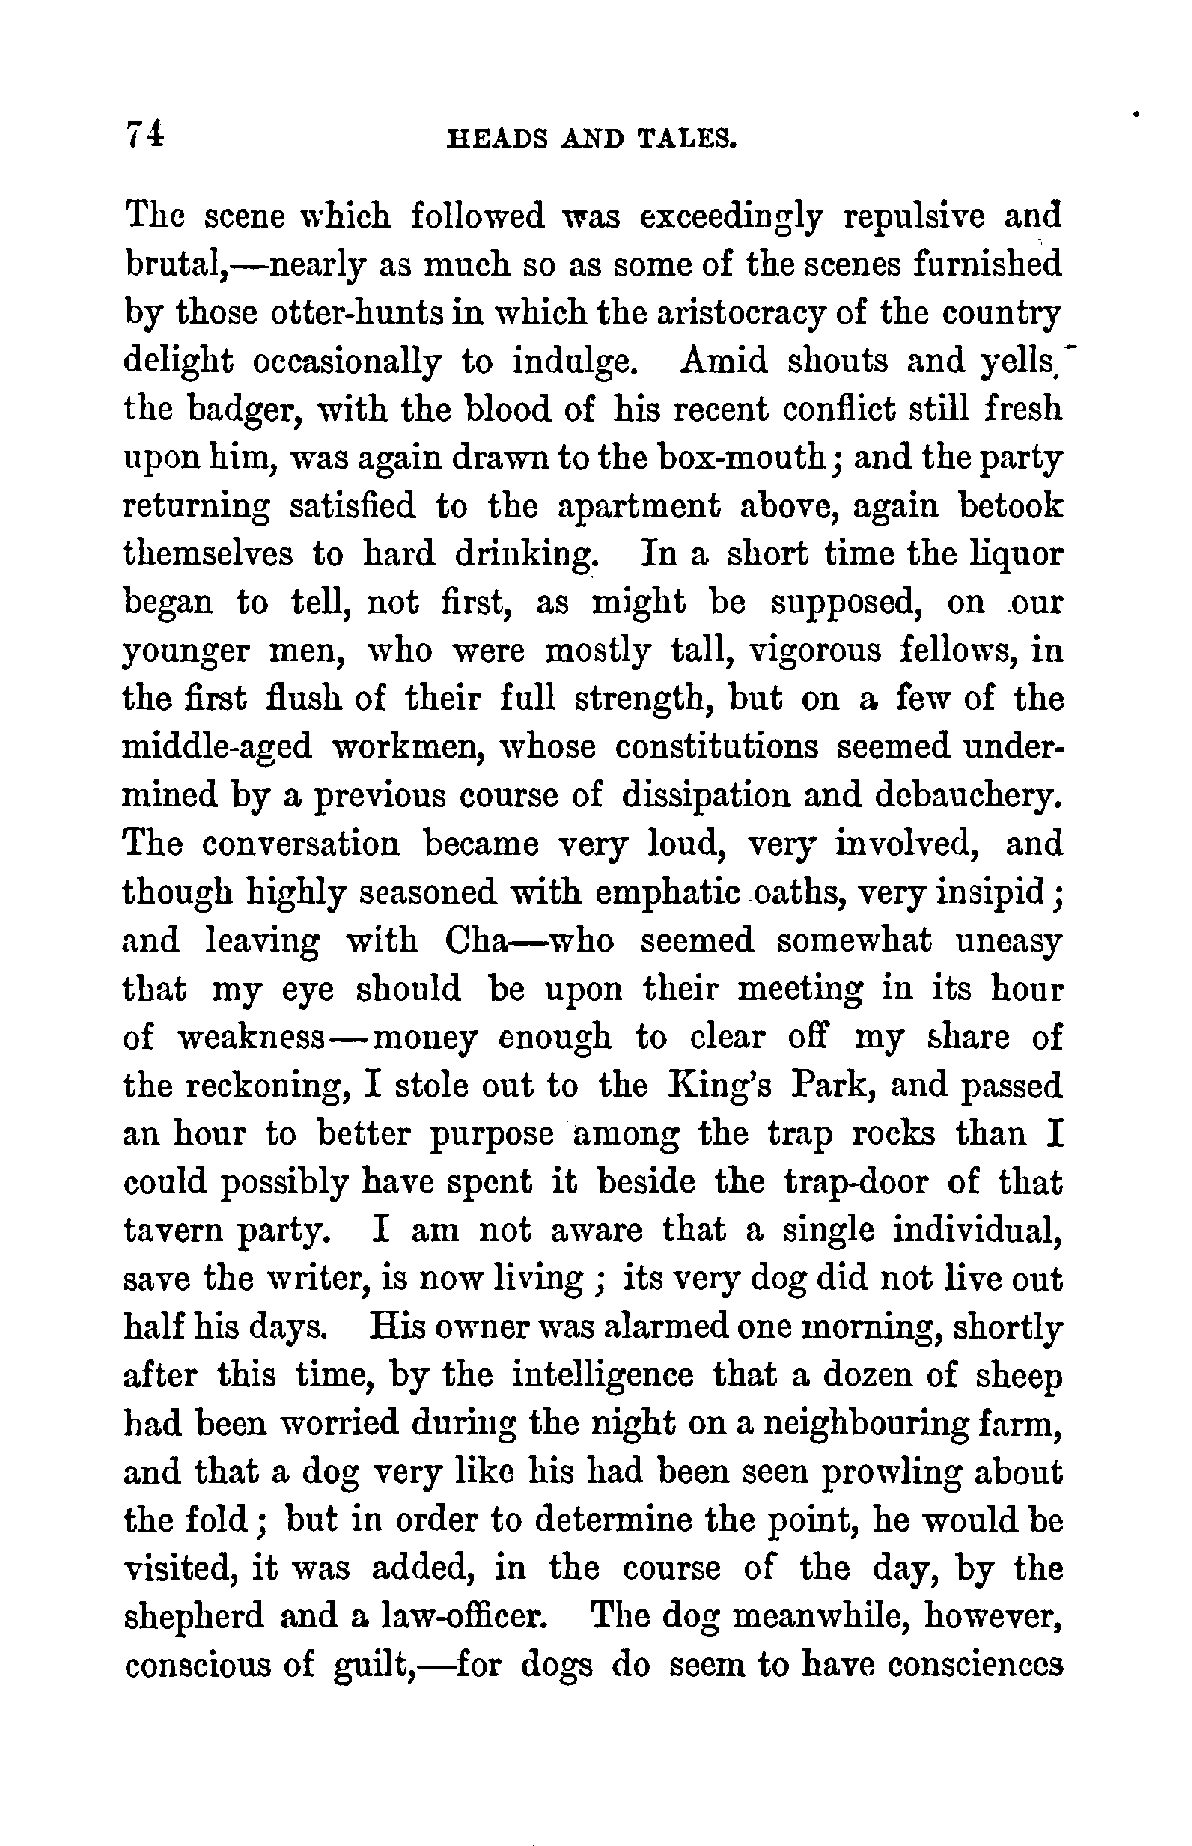 74 HEADS AND TALES.
The scene which followed was exceedingly repulsive and
brutal,—nearly as much so as some of the scenes furnished
by those otter-hunts in which the aristocracy of the country
delight occasionally to indulge. Amid shouts and yells,
the badger, with the blood of his recent conflict still fresh
upon him, was again drawn to the box-mouth; and the party
returning satisfied to the apartment above, again betook
themselves to hard drinking. In a short time the liquor
began to tell, not first, as might be supposed, on our
younger men, who were mostly tall, vigorous fellows, in
the first flush of their full strength, but on a few of the
middle-aged workmen, whose constitutions seemed under-
mined by a previous course of dissipation and debauchery.
The conversation became very loud, very involved, and
though highly seasoned with emphatic oaths, very insipid;
and leaving with Cha—who seemed somewhat uneasy
that my eye should be upon their meeting in its hour
of weakness—money enough to clear off my share of
the reckoning, I stole out to the King's Park, and passed
an hour to better purpose among the trap rocks than I
could possibly have spent it beside the trap-door of that
tavern party. I am not aware that a single individual,
save the writer, is now living; its very dog did not live out
half his days. His owner was alarmed one morning, shortly
after this time, by the intelligence that a dozen of sheep
had been worried during the night on a neighbouring farm,
and that a dog very like his had been seen prowling about
the fold; but in order to determine the point, he would be
visited, it was added, in the course of the day, by the
shepherd and a law-officer. The dog meanwhile, however,
conscious of guilt,—for dogs do seem to have consciences